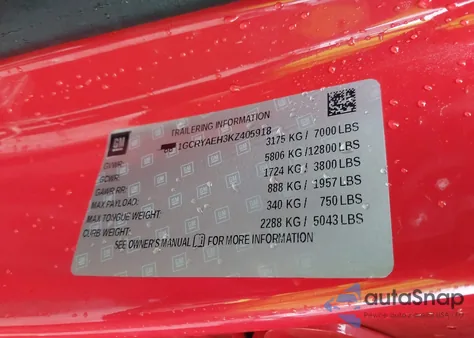 TRAILERING INFORMATION
GM 1GCRYAEH3KZ405918
GVWR: 3175 KG / 7000 LBS
GCWR: 5806 KG /12800 LBS
GAWR RR: 1724 KG / 3800 LBS
MAX PAYLOAD: 888 KG / 1957 LBS
MAX TONGUE WEIGHT: 340 KG / 750 LBS
CURB WEIGHT: 2288 KG / 5043 LBS
SEE OWNER'S MANUAL FOR MORE INFORMATION
autoSnap